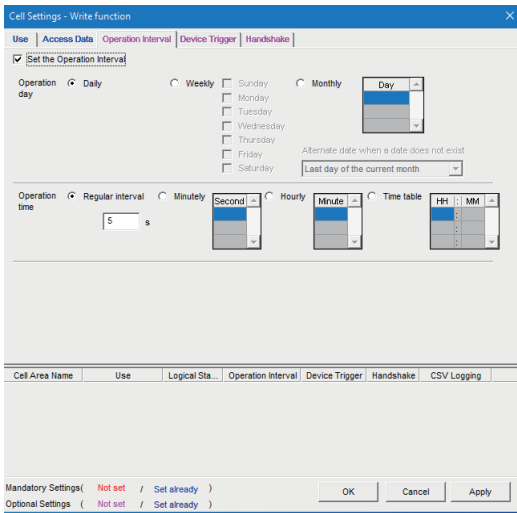 Cell Settings - Write function
Use Access Data Operation Interval Device Trigger Handshake
Set the Operation Interval
Operation day Daily Weekly Sunday Monthly Day
Monday
Tuesday
Wednesday
Thursday
Friday Alternate date when a date does not exist
Saturday Last day of the current month
Operation time Regular interval Minutely Second Hourly Minute Time table HH : MM
5 s :
:
:
Cell Area Name Use Logical Sta... Operation Interval Device Trigger Handshake CSV Logging
Mandatory Settings( Not set / Set already ) OK Cancel Apply
Optional Settings ( Not set / Set already )